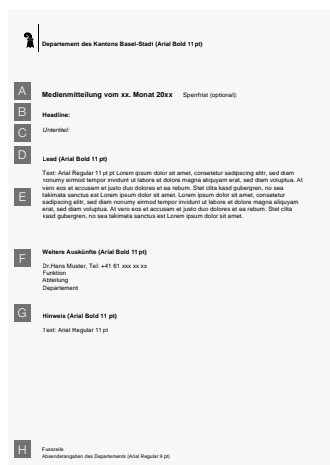 Departement des Kantons Basel-Stadt (Arial Bold 11 pt)
A
Medienmitteilung vom xx. Monat 20xx Sperrfrist (optional):
B
Headline:
C
Untertitel:
D
Lead (Arial Bold 11 pt)
Text: Arial Regular 11 pt pt Lorem ipsum dolor sit amet, consetetur sadipscing elitr, sed diam
nonumy eirmod tempor invidunt ut labore et dolore magna aliquyam erat, sed diam voluptua. At
vero eos et accusam et justo duo dolores et ea rebum. Stet clita kasd gubergren, no sea
takimata sanctus est Lorem ipsum dolor sit amet, consetetur sadipscing elitr, sed diam
nonumy eirmod tempor invidunt ut labore et dolore magna aliquyam
erat, sed diam voluptua. At vero eos et accusam et justo duo dolores et ea rebum. Stet clita
kasd gubergren, no sea takimata sanctus est Lorem ipsum dolor sit amet.
E
F
Weitere Auskünfte (Arial Bold 11 pt)
Dr.Hans Muster, Tel: +41 61 xxx xx xx
Funktion
Abteilung
Departement
G
Hinweis (Arial Bold 11 pt)
Text: Arial Regular 11 pt
H
Fusszeile
Absenderangaben des Departements (Arial Regular 9 pt)